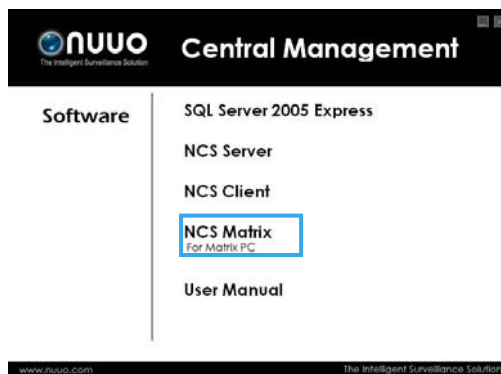 nuuo
The Intelligent Surveillance Solution
Central Management
Software
SQL Server 2005 Express
NCS Server
NCS Client
NCS Matrix
For Matrix PC
User Manual
www.nuuo.com
The Intelligent Surveillance Solution